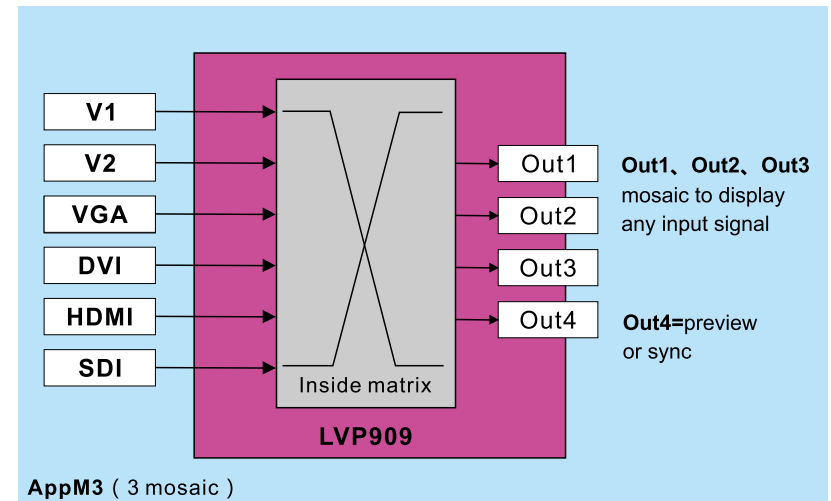 V1
V2
VGA
DVI
HDMI
SDI
Inside matrix
LVP909
Out1
Out2
Out3
Out4
Out1、Out2、Out3
mosaic to display
any input signal
Out4=preview
or sync
AppM3 ( 3 mosaic )